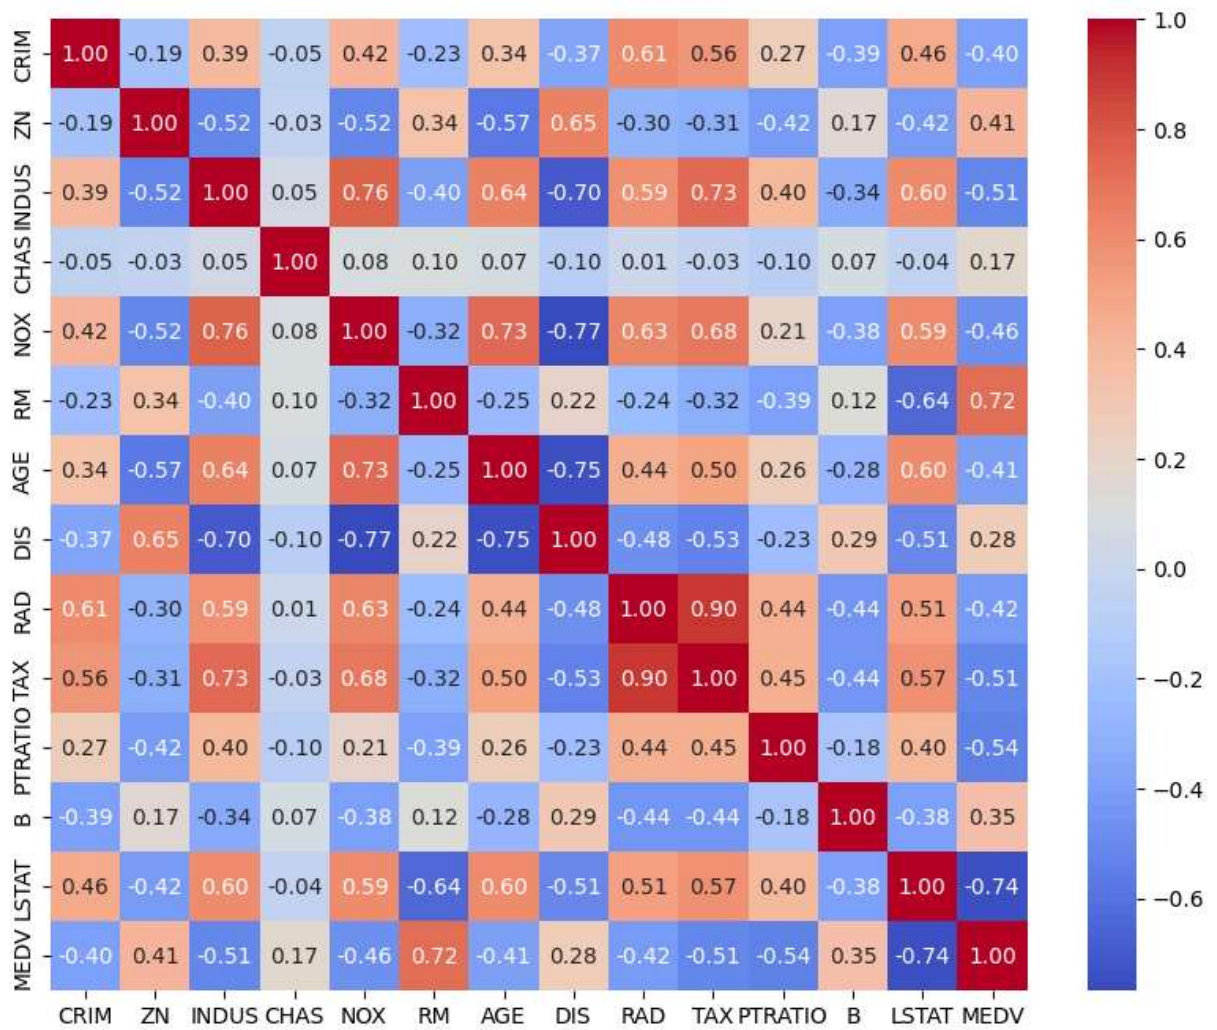 CRIM 1.00 -0.19 0.39 -0.05 0.42 -0.23 0.34 -0.37 0.61 0.56 0.27 -0.39 0.46 -0.40
ZN -0.19 1.00 -0.52 -0.03 -0.52 0.34 -0.57 0.65 -0.30 -0.31 -0.42 0.17 -0.42 0.41
INDUS 0.39 -0.52 1.00 0.05 0.76 -0.40 0.64 -0.70 0.59 0.73 0.40 -0.34 0.60 -0.51
CHAS -0.05 -0.03 0.05 1.00 0.08 0.10 0.07 -0.10 0.01 -0.03 -0.10 0.07 -0.04 0.17
NOX 0.42 -0.52 0.76 0.08 1.00 -0.32 0.73 -0.77 0.63 0.68 0.21 -0.38 0.59 -0.46
RM -0.23 0.34 -0.40 0.10 -0.32 1.00 -0.25 0.22 -0.24 -0.32 -0.39 0.12 -0.64 0.72
AGE 0.34 -0.57 0.64 0.07 0.73 -0.25 1.00 -0.75 0.44 0.50 0.26 -0.28 0.60 -0.41
DIS -0.37 0.65 -0.70 -0.10 -0.77 0.22 -0.75 1.00 -0.48 -0.53 -0.23 0.29 -0.51 0.28
RAD 0.61 -0.30 0.59 0.01 0.63 -0.24 0.44 -0.48 1.00 0.90 0.44 -0.44 0.51 -0.42
TAX 0.56 -0.31 0.73 -0.03 0.68 -0.32 0.50 -0.53 0.90 1.00 0.45 -0.44 0.57 -0.51
PTRATIO 0.27 -0.42 0.40 -0.10 0.21 -0.39 0.26 -0.23 0.44 0.45 1.00 -0.18 0.40 -0.54
B -0.39 0.17 -0.34 0.07 -0.38 0.12 -0.28 0.29 -0.44 -0.44 -0.18 1.00 -0.38 0.35
LSTAT 0.46 -0.42 0.60 -0.04 0.59 -0.64 0.60 -0.51 0.51 0.57 0.40 -0.38 1.00 -0.74
MEDV -0.40 0.41 -0.51 0.17 -0.46 0.72 -0.41 0.28 -0.42 -0.51 -0.54 0.35 -0.74 1.00
CRIM ZN INDUS CHAS NOX RM AGE DIS RAD TAX PTRATIO B LSTAT MEDV
1.0
0.8
0.6
0.4
0.2
0.0
−0.2
−0.4
−0.6